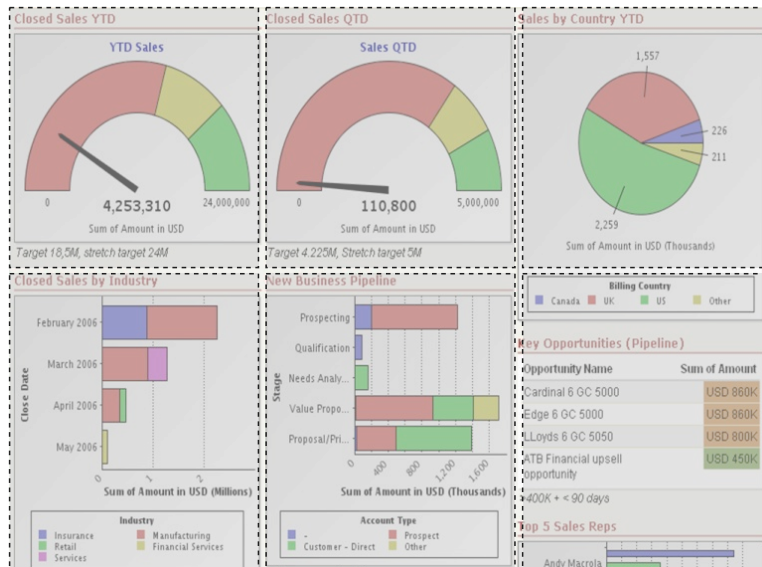 Closed Sales YTD
YTD Sales
0
24,000,000
4,253,310
Sum of Amount in USD
Target 18,5M, stretch target 24M
Closed Sales QTD
Sales QTD
0
5,000,000
110,800
Sum of Amount in USD
Target 4.225M, Stretch target 5M
Sales by Country YTD
1,557
226
211
2,259
Sum of Amount in USD (Thousands)
Billing Country
Canada UK US Other
Closed Sales by Industry
Close Date
February 2006
March 2006
April 2006
May 2006
0 1 2
Sum of Amount in USD (Millions)
Industry
Insurance Manufacturing
Retail Financial Services
Services
New Business Pipeline
Stage
Prospecting
Qualification
Needs Analy...
Value Propo...
Proposal/Pri...
0 400 800 1,200 1,600
Sum of Amount in USD (Thousands)
Account Type
- Prospect
Customer - Direct Other
Key Opportunities (Pipeline)
Opportunity Name Sum of Amount
Cardinal 6 GC 5000 USD 860K
Edge 6 GC 5000 USD 860K
LLoyds 6 GC 5050 USD 800K
ATB Financial upsell USD 450K
opportunity
>400K + < 90 days
Top 5 Sales Reps
Andy Macrola